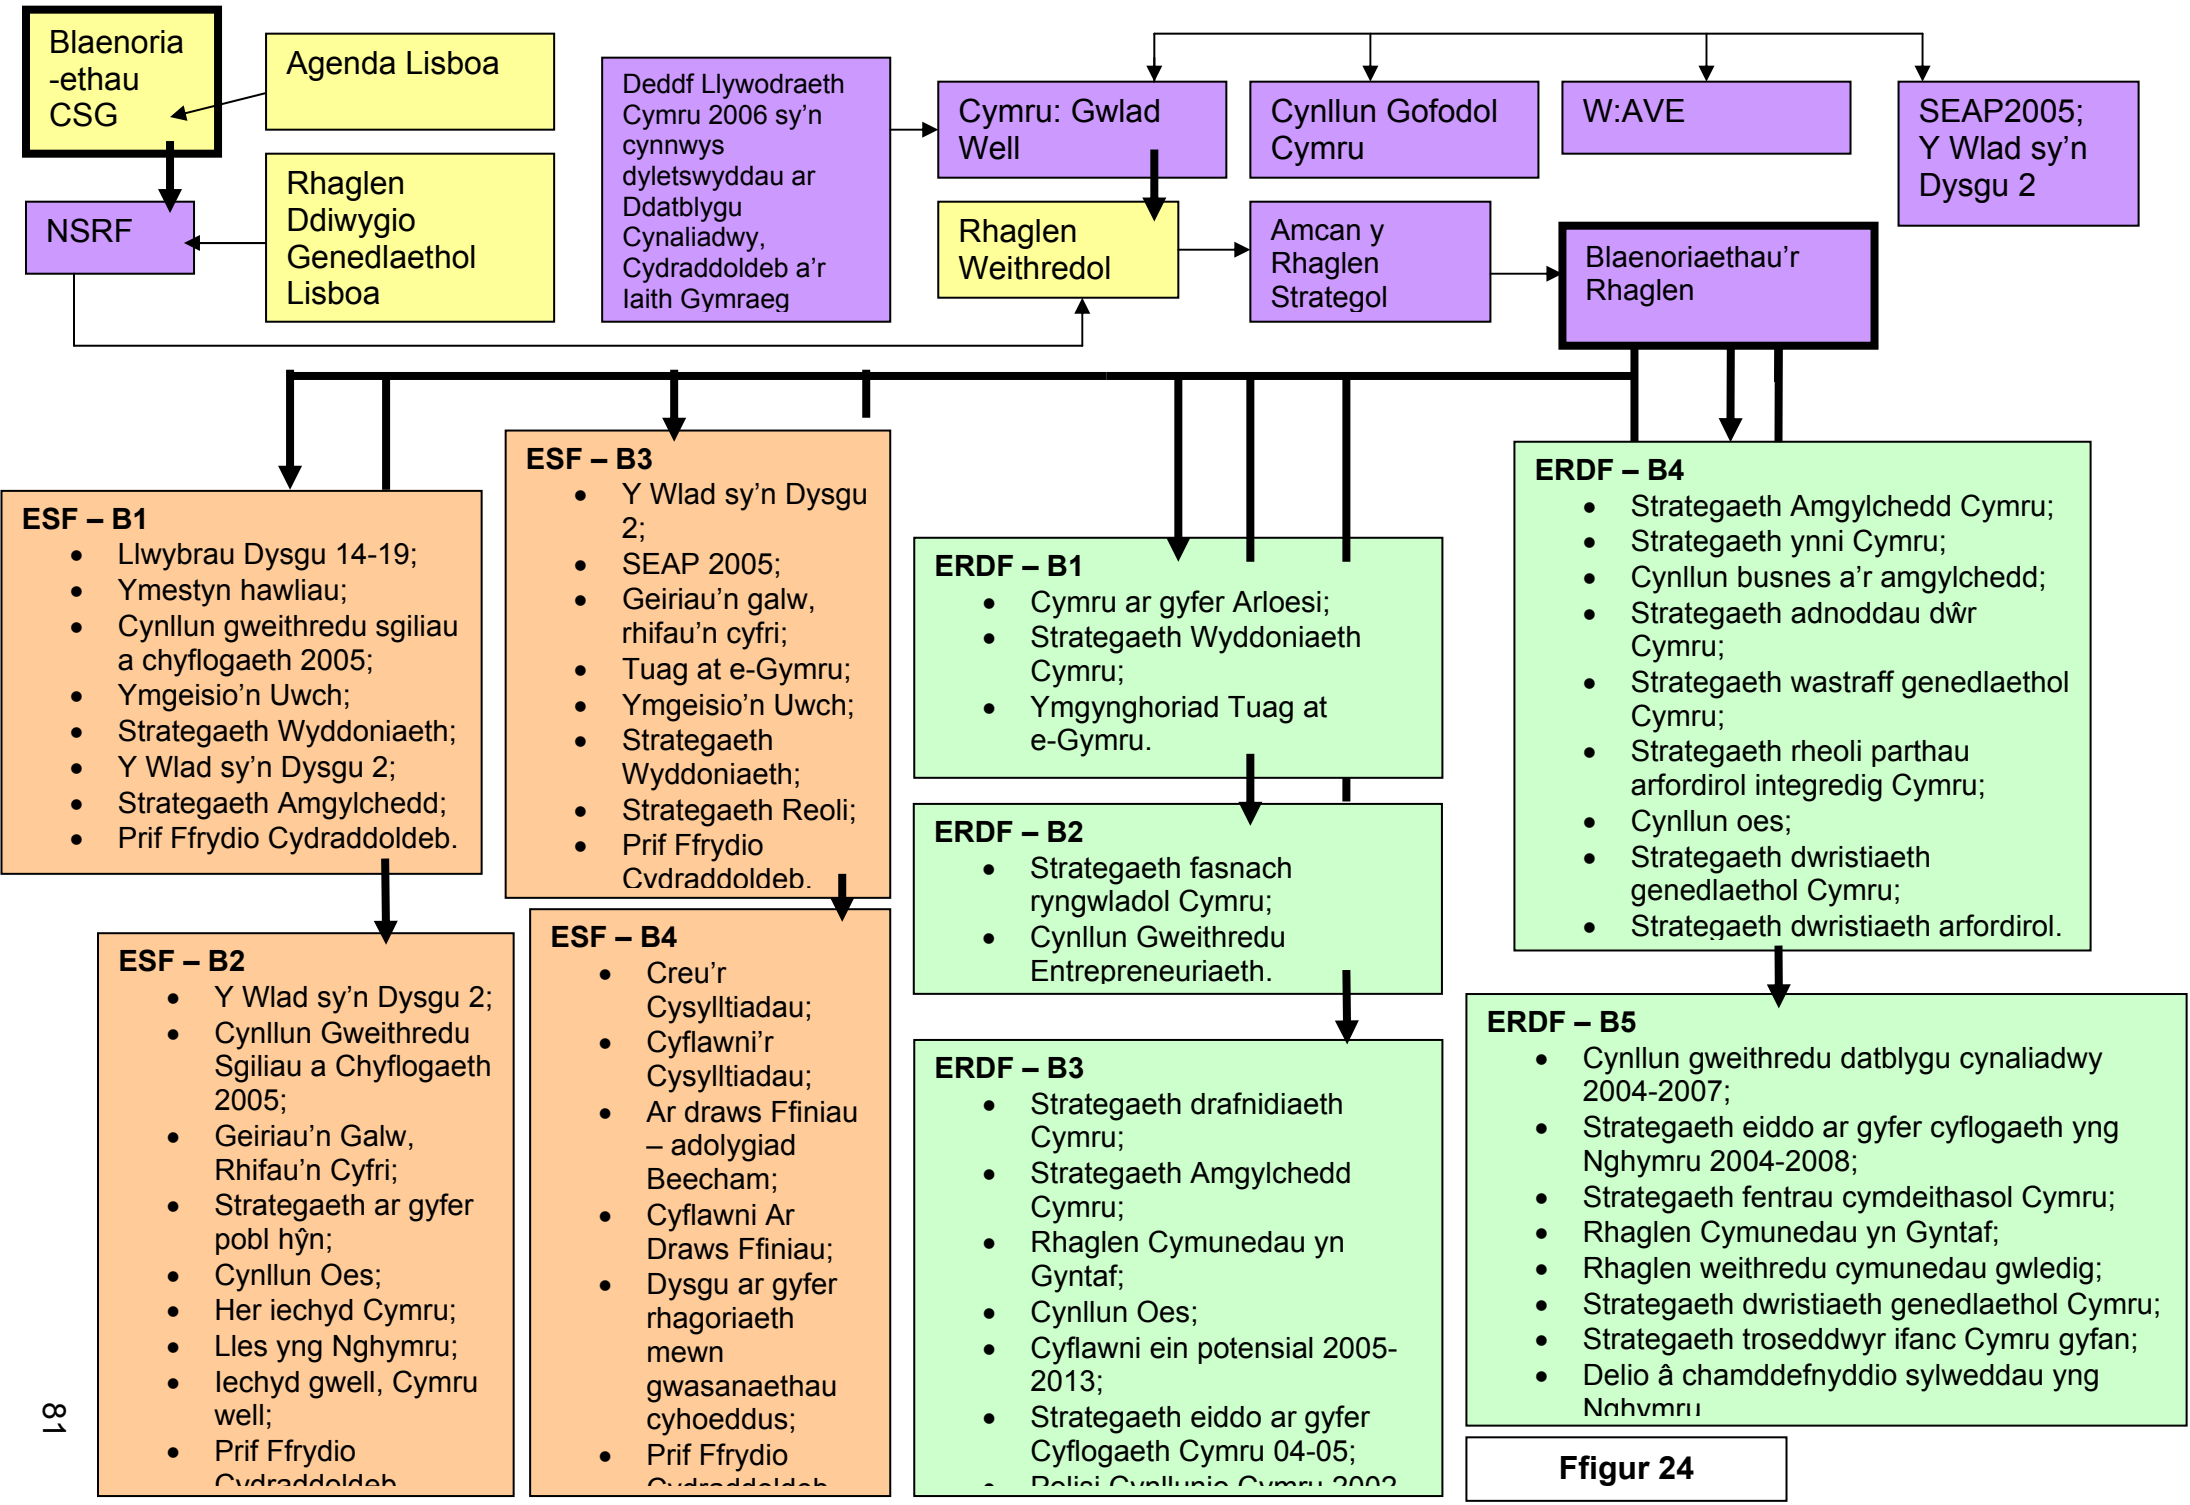 Blaenoria
-ethau
CSG
Agenda Lisboa
Rhaglen
Ddiwygio
Genedlaethol
Lisboa
NSRF
Deddf Llywodraeth
Cymru 2006 sy'n
cynnwys
dyletswyddau ar
Ddatblygu
Cynaliadwy,
Cydraddoldeb a'r
Iaith Gymraeg
Cymru: Gwlad
Well
Cynllun Gofodol
Cymru
W:AVE
SEAP2005;
Y Wlad sy'n
Dysgu 2
Rhaglen
Weithredol
Amcan y
Rhaglen
Strategol
Blaenoriaethau'r
Rhaglen
ESF – B1
• Llwybrau Dysgu 14-19;
• Ymestyn hawliau;
• Cynllun gweithredu sgiliau
a chyflogaeth 2005;
• Ymgeisio'n Uwch;
• Strategaeth Wyddoniaeth;
• Y Wlad sy'n Dysgu 2;
• Strategaeth Amgylchedd;
• Prif Ffrydio Cydraddoldeb.
ESF – B2
• Y Wlad sy'n Dysgu 2;
• Cynllun Gweithredu
Sgiliau a Chyflogaeth
2005;
• Geiriau'n Galw,
Rhifau'n Cyfri;
• Strategaeth ar gyfer
pobl hŷn;
• Cynllun Oes;
• Her iechyd Cymru;
• Lles yng Nghymru;
• Iechyd gwell, Cymru
well;
• Prif Ffrydio
Cydraddoldeb
ESF – B3
• Y Wlad sy'n Dysgu
2;
• SEAP 2005;
• Geiriau'n galw,
rhifau'n cyfri;
• Tuag at e-Gymru;
• Ymgeisio'n Uwch;
• Strategaeth
Wyddoniaeth;
• Strategaeth Reoli;
• Prif Ffrydio
Cydraddoldeb.
ESF – B4
• Creu'r
Cysylltiadau;
• Cyflawni'r
Cysylltiadau;
• Ar draws Ffiniau
– adolygiad
Beecham;
• Cyflawni Ar
Draws Ffiniau;
• Dysgu ar gyfer
rhagoriaeth
mewn
gwasanaethau
cyhoeddus;
• Prif Ffrydio
Cydraddoldeb
ERDF – B1
• Cymru ar gyfer Arloesi;
• Strategaeth Wyddoniaeth
Cymru;
• Ymgynghoriad Tuag at
e-Gymru.
ERDF – B2
• Strategaeth fasnach
ryngwladol Cymru;
• Cynllun Gweithredu
Entrepreneuriaeth.
ERDF – B3
• Strategaeth drafnidiaeth
Cymru;
• Strategaeth Amgylchedd
Cymru;
• Rhaglen Cymunedau yn
Gyntaf;
• Cynllun Oes;
• Cyflawni ein potensial 2005-
2013;
• Strategaeth eiddo ar gyfer
Cyflogaeth Cymru 04-05;
• Polisi Cynllunio Cymru 2002
ERDF – B4
• Strategaeth Amgylchedd Cymru;
• Strategaeth ynni Cymru;
• Cynllun busnes a'r amgylchedd;
• Strategaeth adnoddau dŵr
Cymru;
• Strategaeth wastraff genedlaethol
Cymru;
• Strategaeth rheoli parthau
arfordirol integredig Cymru;
• Cynllun oes;
• Strategaeth dwristiaeth
genedlaethol Cymru;
• Strategaeth dwristiaeth arfordirol.
ERDF – B5
• Cynllun gweithredu datblygu cynaliadwy
2004-2007;
• Strategaeth eiddo ar gyfer cyflogaeth yng
Nghymru 2004-2008;
• Strategaeth fentrau cymdeithasol Cymru;
• Rhaglen Cymunedau yn Gyntaf;
• Rhaglen weithredu cymunedau gwledig;
• Strategaeth dwristiaeth genedlaethol Cymru;
• Strategaeth troseddwyr ifanc Cymru gyfan;
• Delio â chamddefnyddio sylweddau yng
Nghymru
Ffigur 24
81